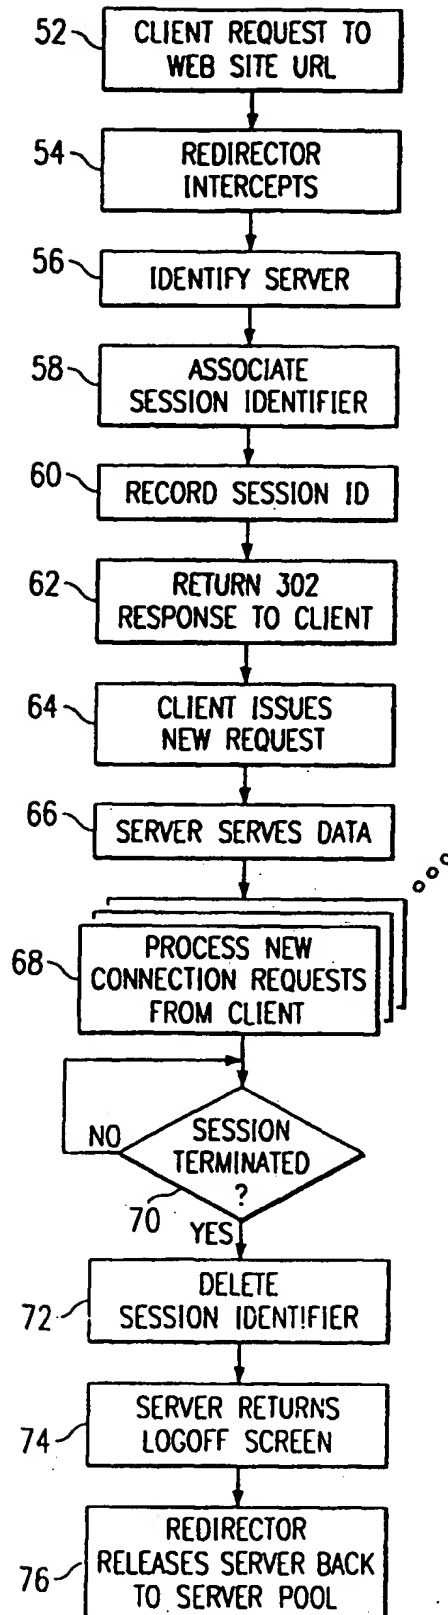 52
CLIENT REQUEST TO
WEB SITE URL
54
REDIRECTOR
INTERCEPTS
56
IDENTIFY SERVER
58
ASSOCIATE
SESSION IDENTIFIER
60
RECORD SESSION ID
62
RETURN 302
RESPONSE TO CLIENT
64
CLIENT ISSUES
NEW REQUEST
66
SERVER SERVES DATA
68
PROCESS NEW
CONNECTION REQUESTS
FROM CLIENT
NO
SESSION
TERMINATED
?
70
YES
72
DELETE
SESSION IDENTIFIER
74
SERVER RETURNS
LOGOFF SCREEN
76
REDIRECTOR
RELEASES SERVER BACK
TO SERVER POOL